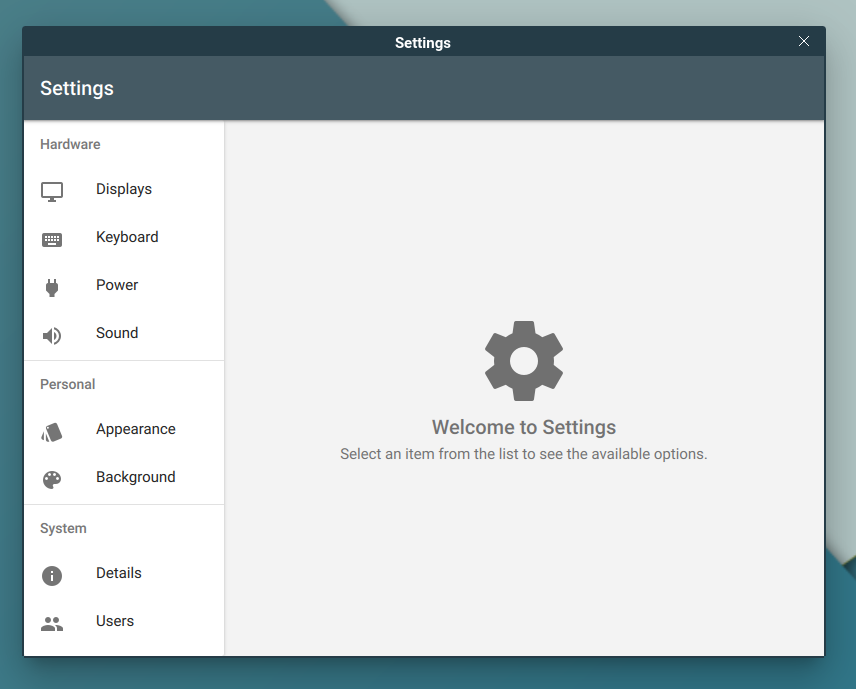 Settings
Settings
Hardware
Displays
Keyboard
Power
Sound
Personal
Appearance
Background
System
Details
Users
Welcome to Settings
Select an item from the list to see the available options.